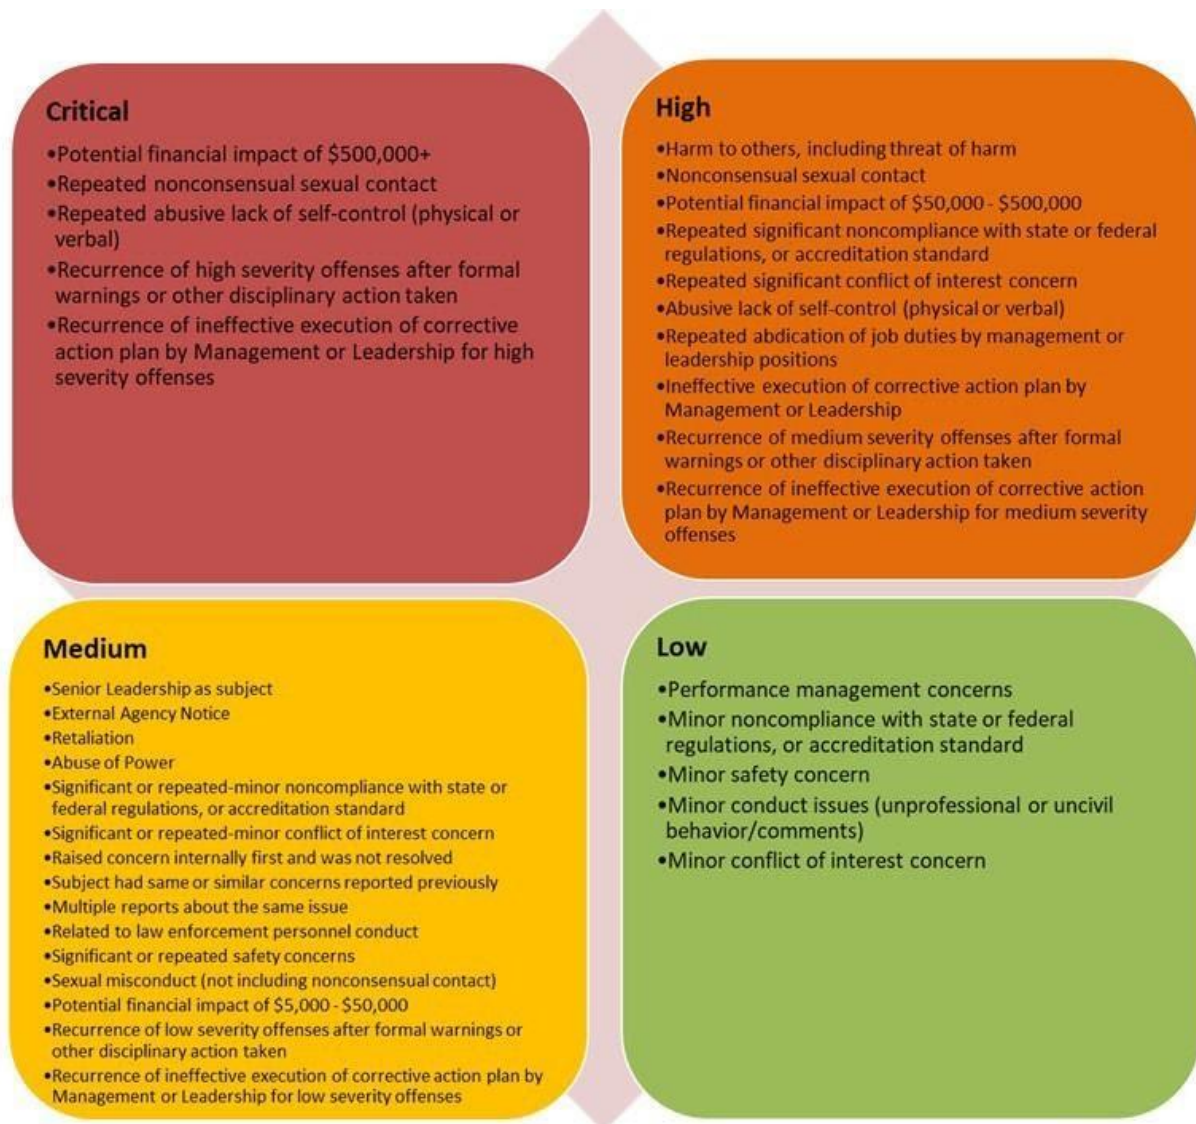 Critical
•Potential financial impact of $500,000+
•Repeated nonconsensual sexual contact
•Repeated abusive lack of self-control (physical or
verbal)
•Recurrence of high severity offenses after formal
warnings or other disciplinary action taken
•Recurrence of ineffective execution of corrective
action plan by Management or Leadership for high
severity offenses
High
•Harm to others, including threat of harm
•Nonconsensual sexual contact
•Potential financial impact of $50,000 - $500,000
•Repeated significant noncompliance with state or federal
regulations, or accreditation standard
•Repeated significant conflict of interest concern
•Abusive lack of self-control (physical or verbal)
•Repeated abdication of job duties by management or
leadership positions
•Ineffective execution of corrective action plan by
Management or Leadership
•Recurrence of medium severity offenses after formal
warnings or other disciplinary action taken
•Recurrence of ineffective execution of corrective action
plan by Management or Leadership for medium severity
offenses
Medium
•Senior Leadership as subject
•External Agency Notice
•Retaliation
•Abuse of Power
•Significant or repeated-minor noncompliance with state or
federal regulations, or accreditation standard
•Significant or repeated-minor conflict of interest concern
•Raised concern internally first and was not resolved
•Subject had same or similar concerns reported previously
•Multiple reports about the same issue
•Related to law enforcement personnel conduct
•Significant or repeated safety concerns
•Sexual misconduct (not including nonconsensual contact)
•Potential financial impact of $5,000 - $50,000
•Recurrence of low severity offenses after formal warnings or
other disciplinary action taken
•Recurrence of ineffective execution of corrective action plan by
Management or Leadership for low severity offenses
Low
•Performance management concerns
•Minor noncompliance with state or federal
regulations, or accreditation standard
•Minor safety concern
•Minor conduct issues (unprofessional or uncivil
behavior/comments)
•Minor conflict of interest concern